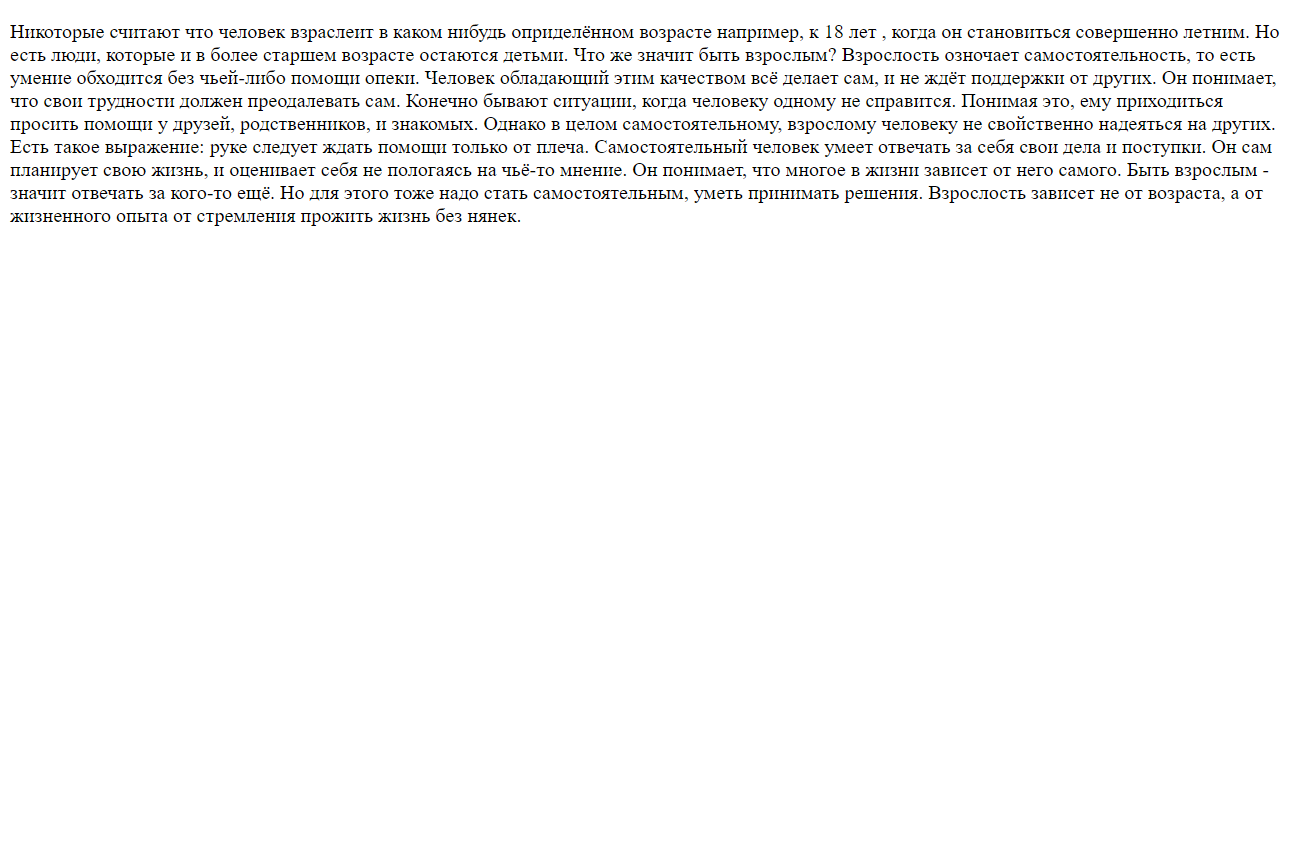 Никоторые считают что человек взраслеит в каком нибудь оприделённом возрасте например, к 18 лет , когда он становиться совершенно летним. Но
есть люди, которые и в более старшем возрасте остаются детьми. Что же значит быть взрослым? Взрослость озночает самостоятельность, то есть
умение обходится без чьей-либо помощи опеки. Человек обладающий этим качеством всё делает сам, и не ждёт поддержки от других. Он понимает,
что свои трудности должен преодалевать сам. Конечно бывают ситуации, когда человеку одному не справится. Понимая это, ему приходиться
просить помощи у друзей, родственников, и знакомых. Однако в целом самостоятельному, взрослому человеку не свойственно надеяться на других.
Есть такое выражение: руке следует ждать помощи только от плеча. Самостоятельный человек умеет отвечать за себя свои дела и поступки. Он сам
планирует свою жизнь, и оценивает себя не пологаясь на чьё-то мнение. Он понимает, что многое в жизни зависет от него самого. Быть взрослым -
значит отвечать за кого-то ещё. Но для этого тоже надо стать самостоятельным, уметь принимать решения. Взрослость зависет не от возраста, а от
жизненного опыта от стремления прожить жизнь без нянек.